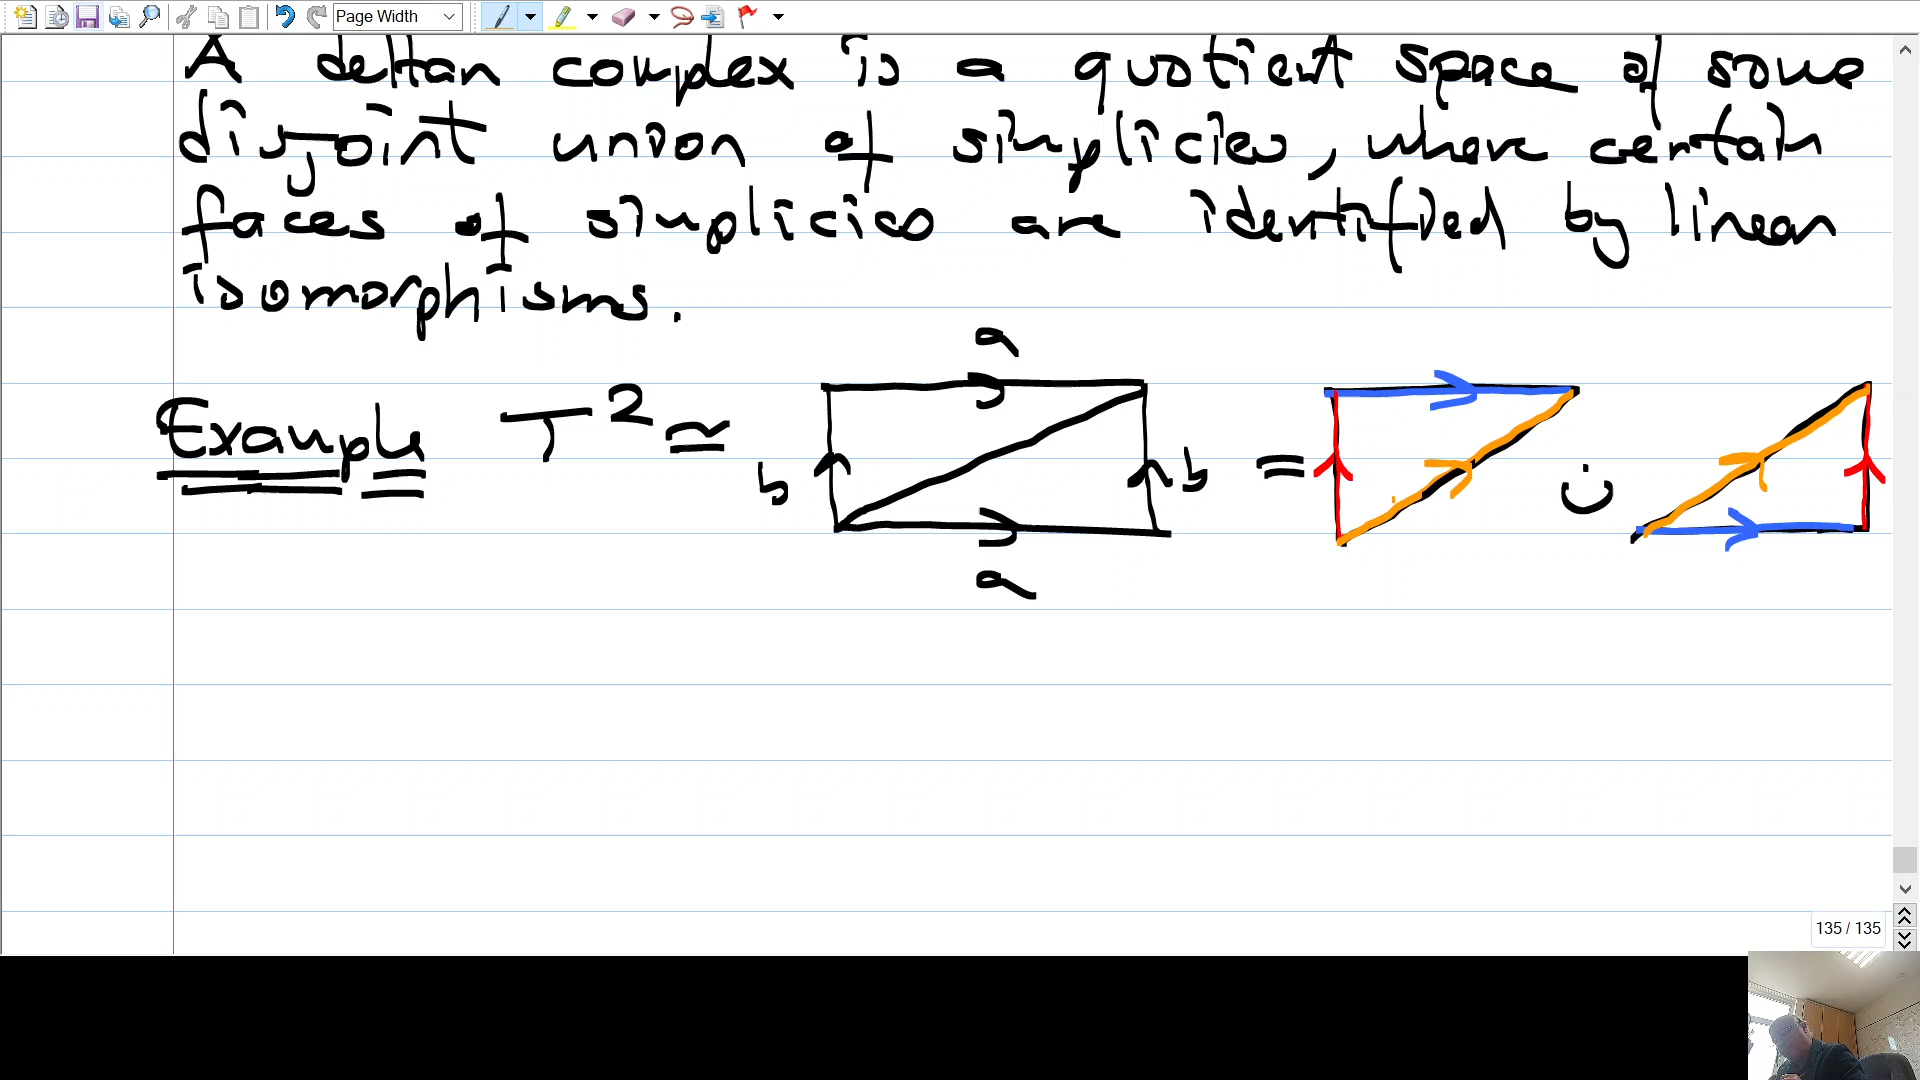 Page Width
A deltan complex is a quotient space of some
disjoint union of simplicies, where certain
faces of simplicies are identified by linear
isomorphisms.
a
Example T² ≅ b b =
a
135 / 135